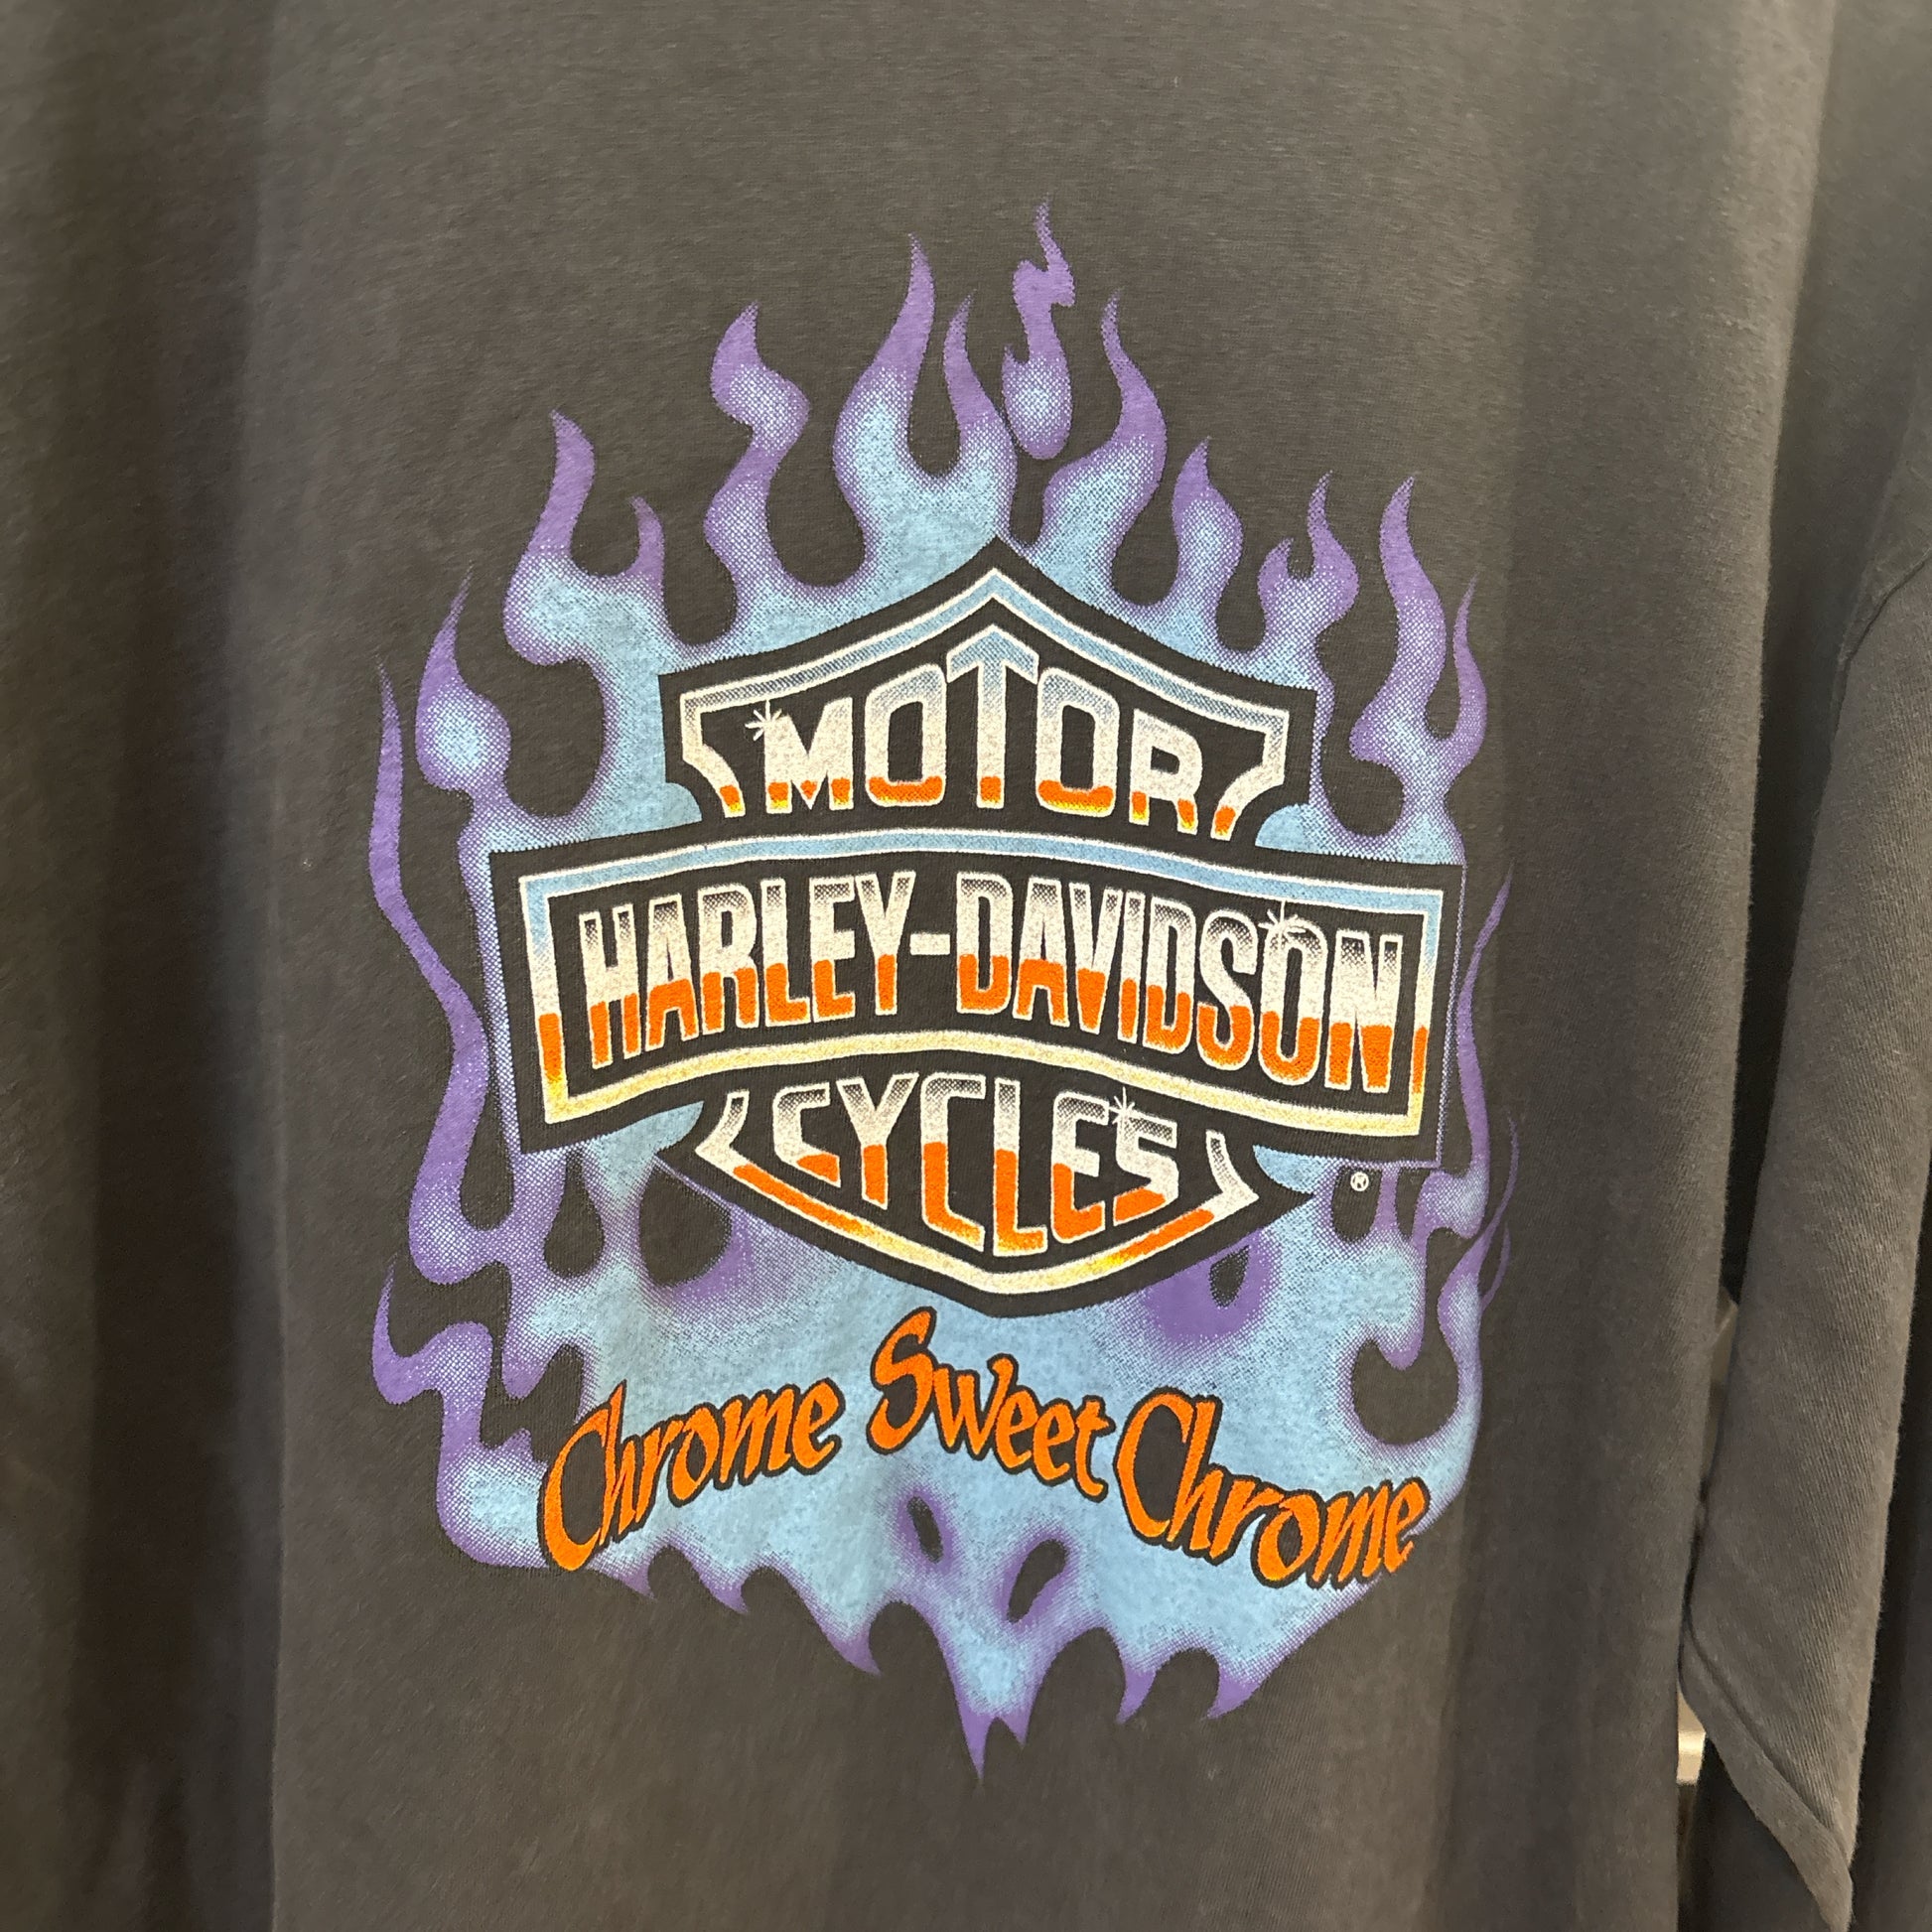 MOTOR
HARLEY-DAVIDSON
CYCLES
®
Chrome Sweet Chrome